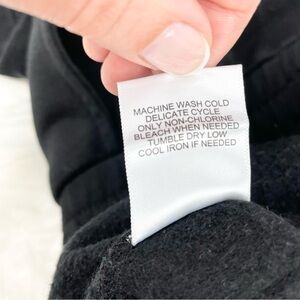 MACHINE WASH COLD
DELICATE CYCLE
ONLY NON-CHLORINE
BLEACH WHEN NEEDED
TUMBLE DRY LOW
COOL IRON IF NEEDED